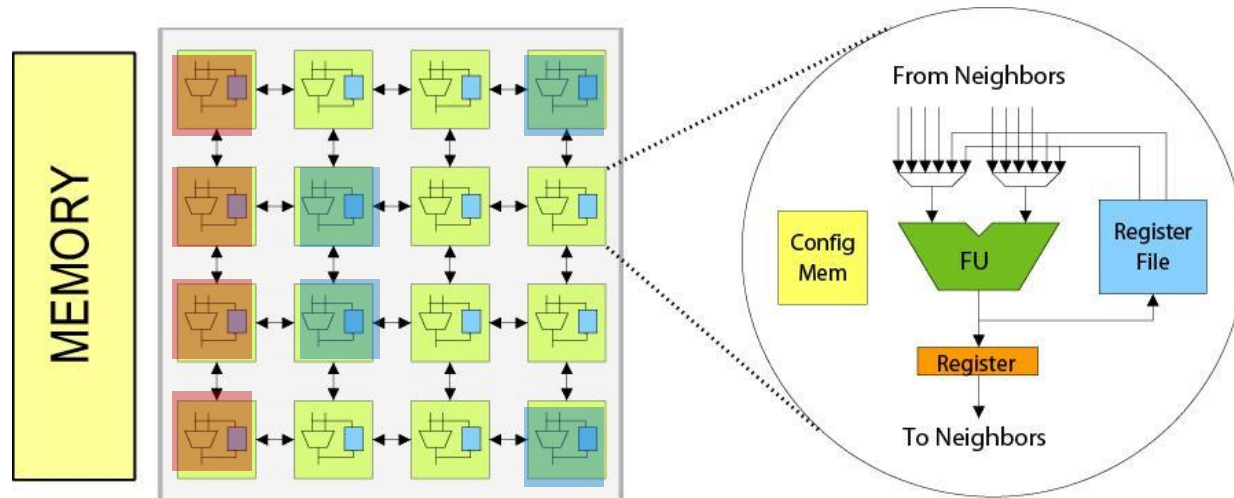 MEMORY
From Neighbors
Config
Mem
FU
Register
File
Register
To Neighbors